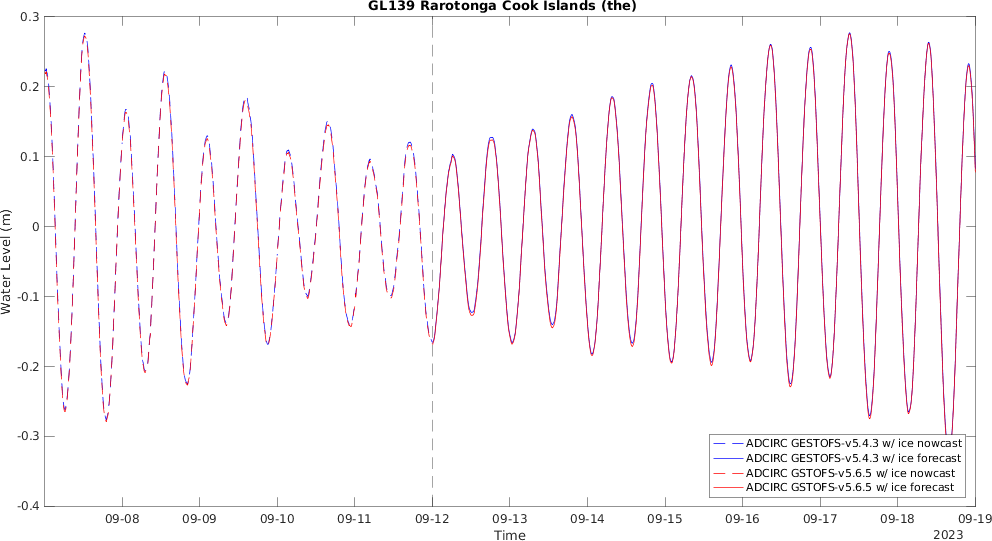 GL139 Rarotonga Cook Islands (the)
0.3
0.2
0.1
0
-0.1
-0.2
-0.3
-0.4
Water Level (m)
ADCIRC GESTOFS-v5.4.3 w/ ice nowcast
ADCIRC GESTOFS-v5.4.3 w/ ice forecast
ADCIRC GSTOFS-v5.6.5 w/ ice nowcast
ADCIRC GSTOFS-v5.6.5 w/ ice forecast
09-08 09-09 09-10 09-11 09-12 09-13 09-14 09-15 09-16 09-17 09-18 09-19
Time
2023